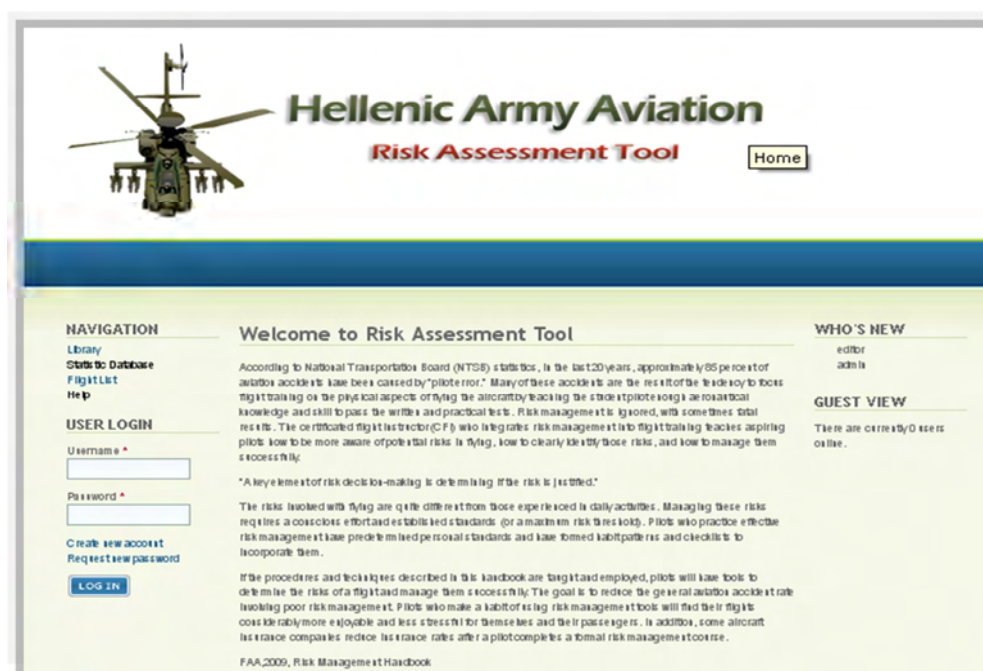 Hellenic Army Aviation
Risk Assessment Tool
Home
NAVIGATION
Library
Statistic Database
Flight List
Help
USER LOGIN
Username *
Password *
Create new account
Request new password
LOG IN
Welcome to Risk Assessment Tool
According to National Transportation Board (NTSB) statistics, in the last 20 years, approximately 85 percent of
aviation accidents have been caused by "pilot error." Many of these accidents are the result of the tendency to focus
flight training on the physical aspects of flying the aircraft by teaching the student pilot enough aeronautical
knowledge and skill to pass the written and practical tests. Risk management is ignored, with sometimes fatal
results. The certificated flight instructor (CFI) who integrates risk management into flight training teaches aspiring
pilots how to be more aware of potential risks in flying, how to clearly identify those risks, and how to manage them
successfully.
"A key element of risk decision-making is determining if the risk is justified."
The risks involved with flying are quite different from those experienced in daily activities. Managing these risks
requires a conscious effort and established standards (or a maximum risk threshold). Pilots who practice effective
risk management have predetermined personal standards and have formed habit patterns and checklists to
incorporate them.
If the procedures and techniques described in this handbook are taught and employed, pilots will have tools to
determine the risks of a flight and manage them successfully. The goal is to reduce the general aviation accident rate
involving poor risk management. Pilots who make a habit of using risk management tools will find their flights
considerably more enjoyable and less stressful for themselves and their passengers. In addition, some aircraft
insurance companies reduce insurance rates after a pilot completes a formal risk management course.
FAA,2009, Risk Management Handbook
WHO'S NEW
editor
admin
GUEST VIEW
There are currently 0 users
online.